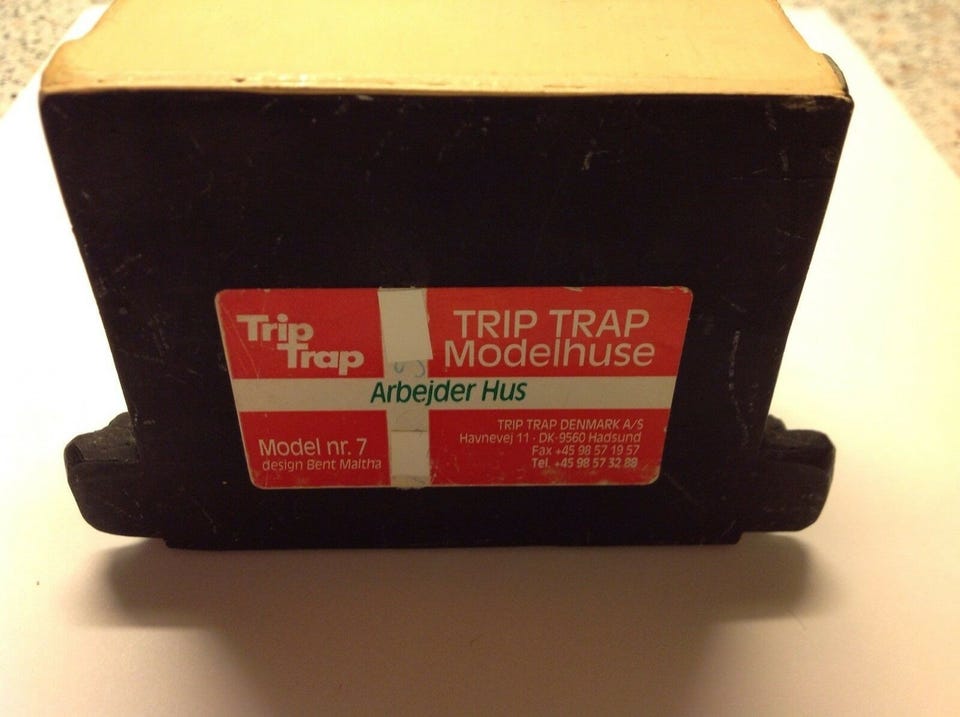 Trip
Trap
TRIP TRAP
Modelhuse
Arbejder Hus
Model nr. 7
design Bent Maltha
TRIP TRAP DENMARK A/S
Havnevej 11 · DK-9560 Hadsund
Fax +45 98 57 19 57
Tel. +45 98 57 32 88